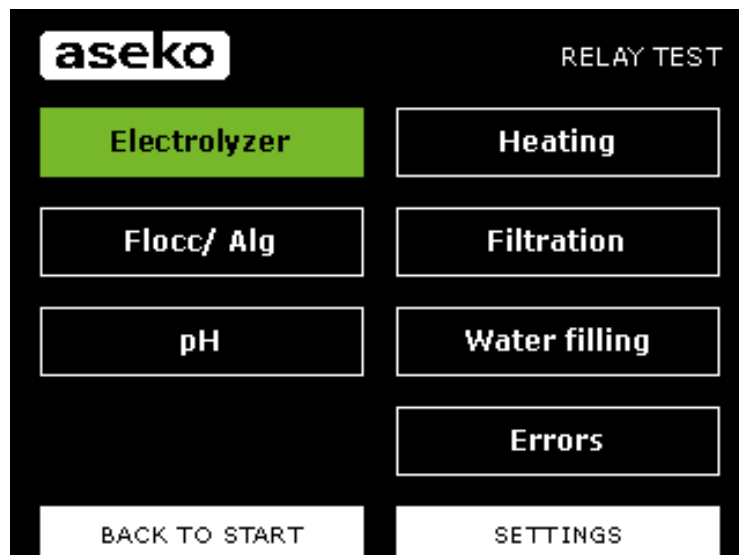 aseko
RELAY TEST
Electrolyzer
Heating
Flocc/ Alg
Filtration
pH
Water filling
Errors
BACK TO START
SETTINGS